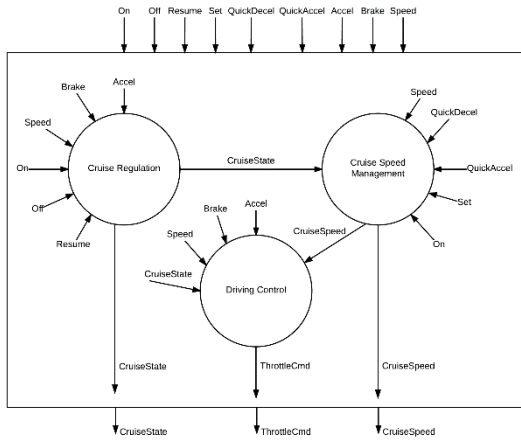 On Off Resume Set QuickDecel QuickAccel Accel Brake Speed
Accel
Brake
Speed
On
Off
Resume
Cruise Regulation
CruiseState
Speed
QuickDecel
QuickAccel
Set
On
Cruise Speed
Management
Accel
Brake
Speed
CruiseState
CruiseSpeed
Driving Control
CruiseState
ThrottleCmd
CruiseSpeed
CruiseState
ThrottleCmd
CruiseSpeed